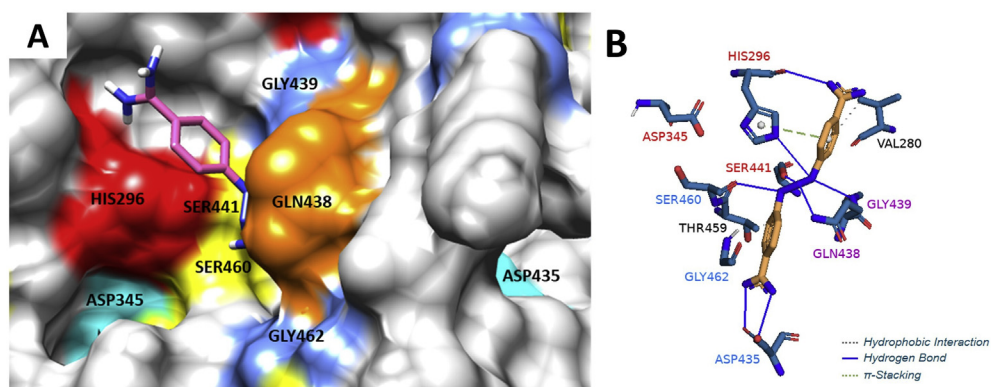 A
GLY439
HIS296
SER441
GLN438
SER460
ASP345
ASP435
GLY462
B
HIS296
ASP345
VAL280
SER441
SER460
GLY439
THR459
GLN438
GLY462
ASP435
Hydrophobic Interaction
Hydrogen Bond
π-Stacking